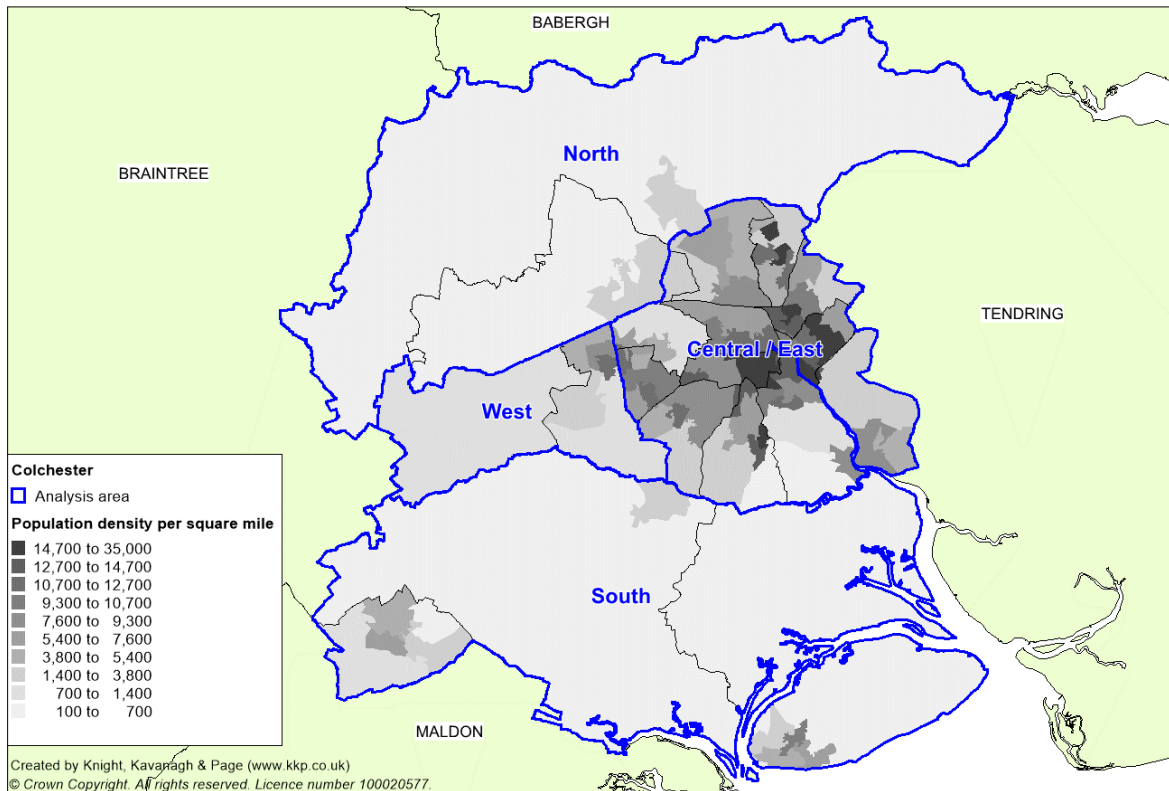 BABERGH
BRAINTREE
North
TENDRING
Central / East
West
South
MALDON
Colchester
Analysis area
Population density per square mile
14,700 to 35,000
12,700 to 14,700
10,700 to 12,700
9,300 to 10,700
7,600 to 9,300
5,400 to 7,600
3,800 to 5,400
1,400 to 3,800
700 to 1,400
100 to 700
Created by Knight, Kavanagh & Page (www.kkp.co.uk)
© Crown Copyright. All rights reserved. Licence number 100020577.